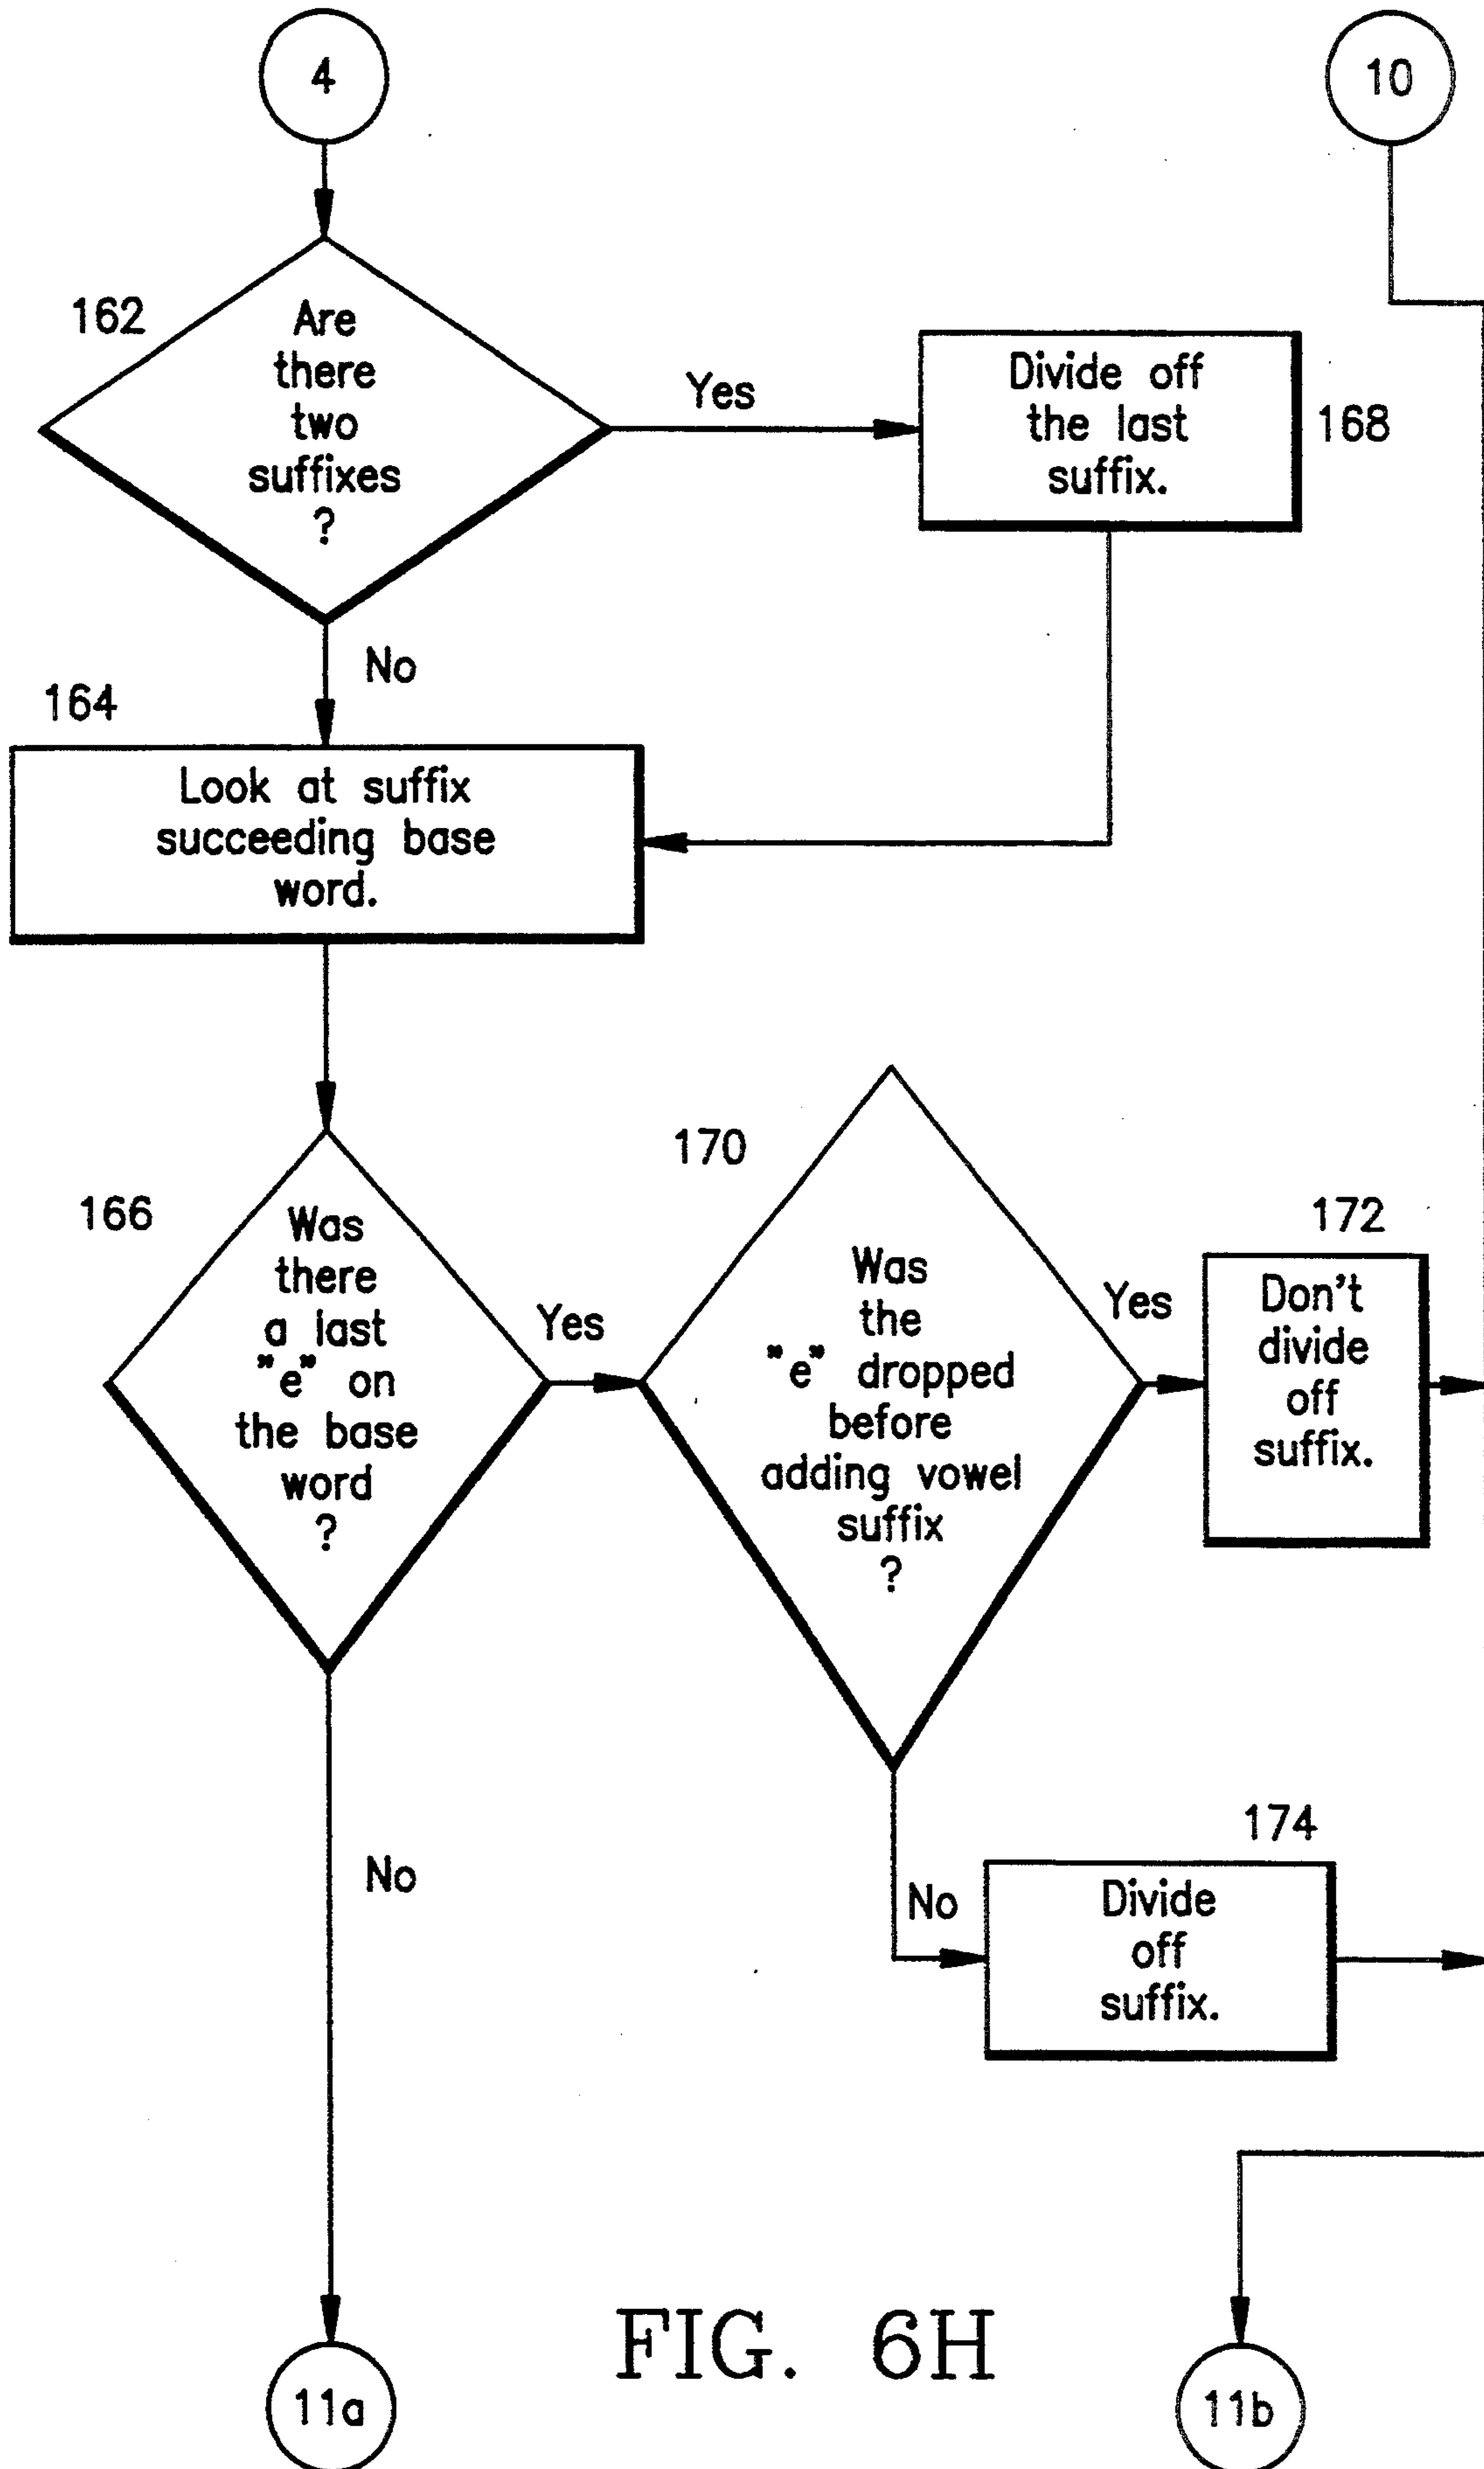 4
10
162
Are
there
two
suffixes
?
Yes
Divide off
the last
suffix.
168
No
164
Look at suffix
succeeding base
word.
166
Was
there
a last
"e" on
the base
word
?
Yes
170
Was
the
"e" dropped
before
adding vowel
suffix
?
Yes
172
Don't
divide
off
suffix.
No
No
174
Divide
off
suffix.
11a
FIG. 6H
11b